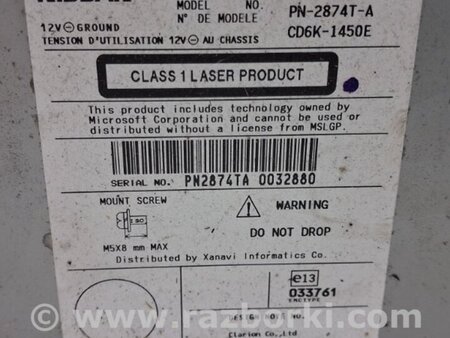 MODEL NO. PN-2874T-A
12V⊖GROUND N° DE MODELE CD6K-1450E
TENSION D'UTILISATION 12V⊖ AU CHASSIS
CLASS 1 LASER PRODUCT
This product includes technology owned by
Microsoft Corporation and cannot be used or
distributed without a license from MSLGP.
SERIAL NO. PN2874TA 0032880
MOUNT SCREW
WARNING
DO NOT DROP
M5X8 mm MAX
Distributed by Xanavi Informatics Co.
e13
033761
DESIGN
Clarion Co.,Ltd